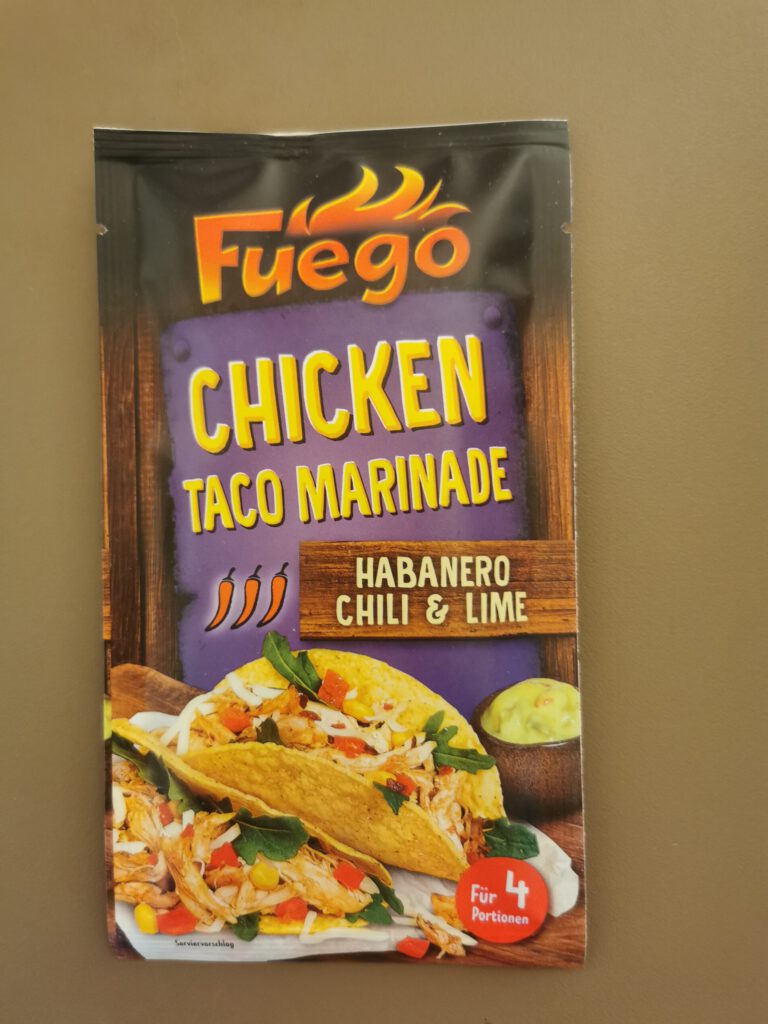 Fuego
CHICKEN
TACO MARINADE
HABANERO
CHILI & LIME
Für 4
Portionen
Serviervorschlag